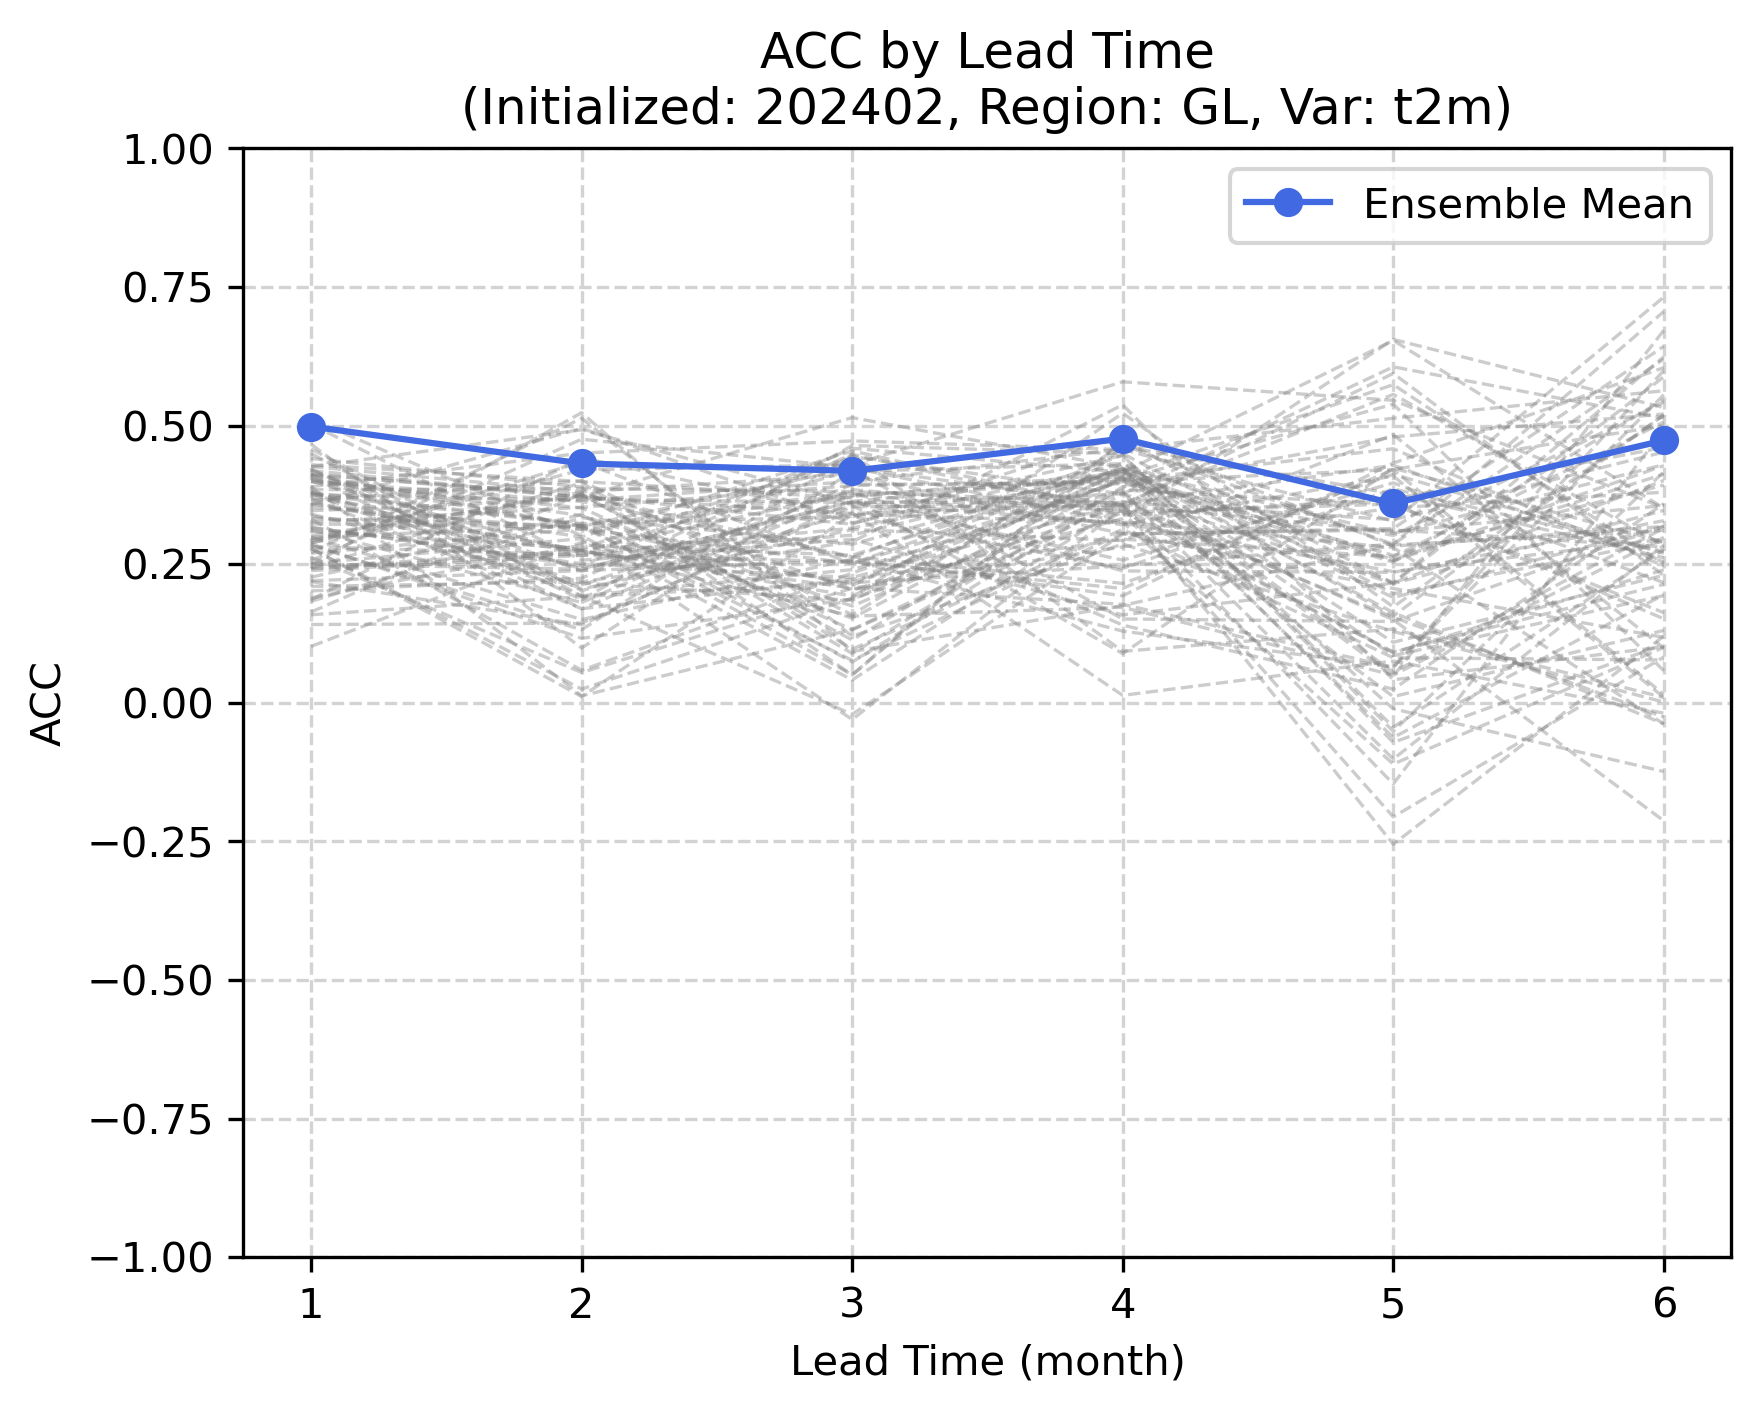 ACC by Lead Time
(Initialized: 202402, Region: GL, Var: t2m)
Ensemble Mean
ACC
1.00
0.75
0.50
0.25
0.00
−0.25
−0.50
−0.75
−1.00
1 2 3 4 5 6
Lead Time (month)